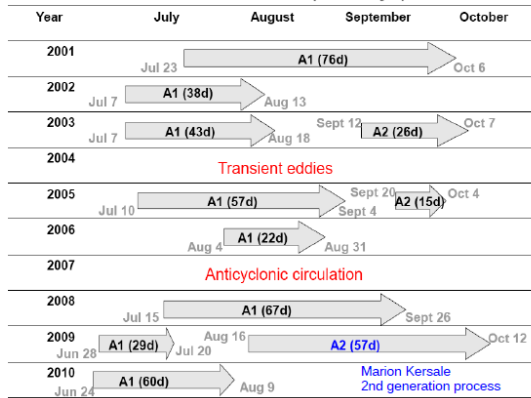 Year July August September October
2001 A1 (76d)
Jul 23 Oct 6
2002 A1 (38d)
Jul 7 Aug 13
2003 Sept 12 Oct 7
A1 (43d) A2 (26d)
Jul 7 Aug 18
2004
Transient eddies
2005 Sept 20 Oct 4
A1 (57d) A2 (15d)
Jul 10 Sept 4
2006
A1 (22d)
Aug 4 Aug 31
2007
Anticyclonic circulation
2008
A1 (67d)
Jul 15 Sept 26
2009 Aug 16 Oct 12
A1 (29d) A2 (57d)
Jun 28 Jul 20
2010 Marion Kersale
A1 (60d) 2nd generation process
Jun 24 Aug 9